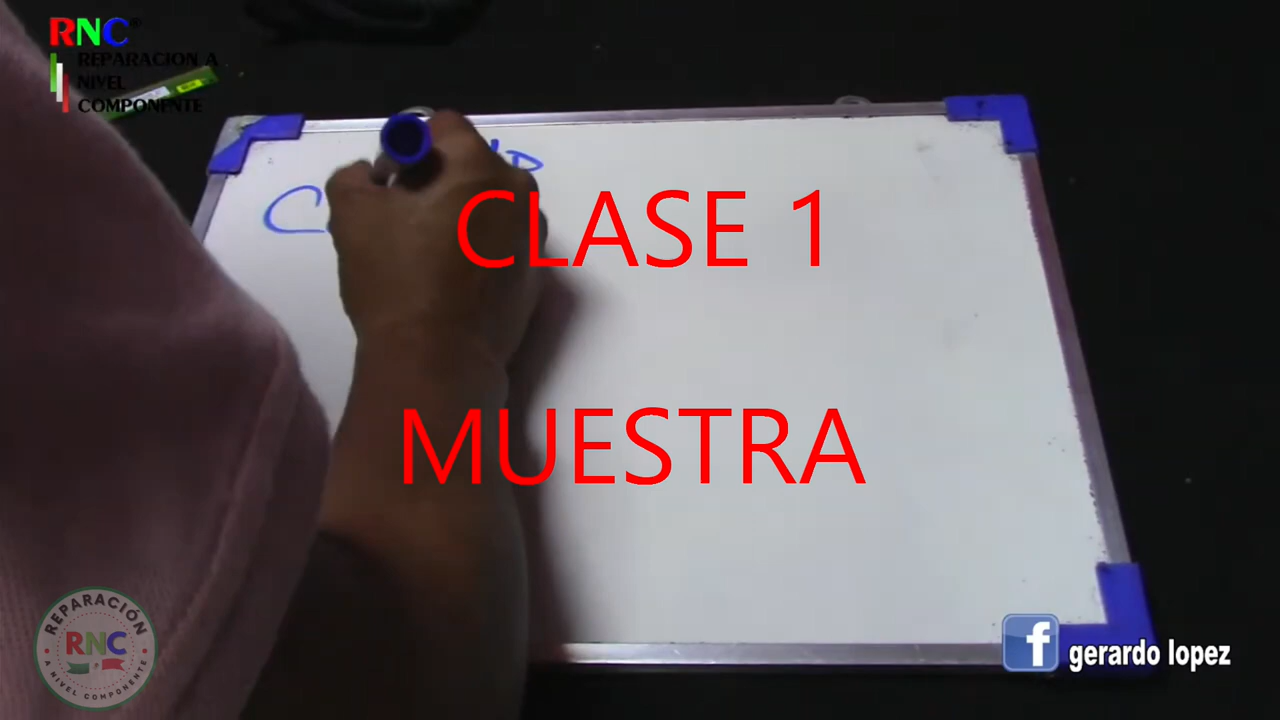 RNC®
REPARACION A
NIVEL
COMPONENTE
CLASE 1
MUESTRA
REPARACIÓN
RNC
A NIVEL COMPONENTE
f gerardo lopez